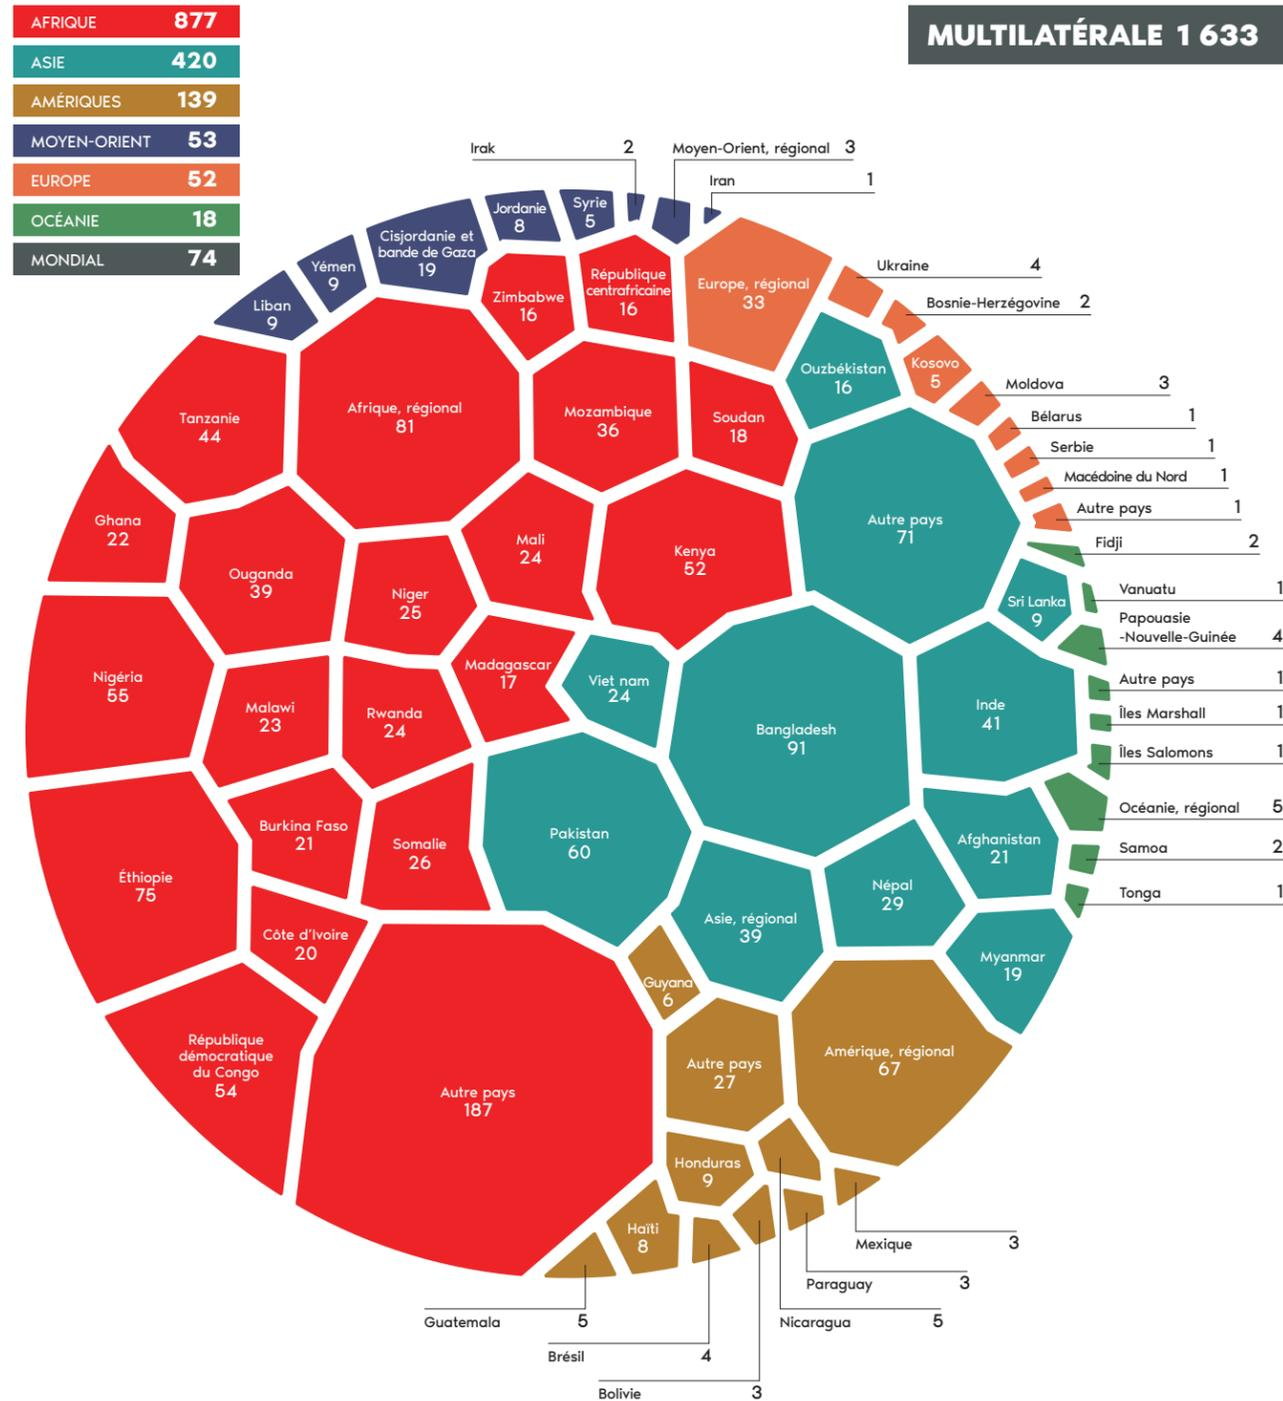 AFRIQUE 877
ASIE 420
AMÉRIQUES 139
MOYEN-ORIENT 53
EUROPE 52
OCÉANIE 18
MONDIAL 74
MULTILATÉRALE 1 633
Irak 2
Moyen-Orient, régional 3
Iran 1
Liban
9
Yémen
9
Cisjordanie et
bande de Gaza
19
Jordanie
8
Syrie
5
Zimbabwe
16
République
centrafricaine
16
Europe, régional
33
Ukraine 4
Bosnie-Herzégovine 2
Ouzbékistan
16
Kosovo
5
Moldova 3
Bélarus 1
Serbie 1
Macédoine du Nord 1
Autre pays 1
Fidji 2
Tanzanie
44
Afrique, régional
81
Mozambique
36
Soudan
18
Ghana
22
Ouganda
39
Niger
25
Mali
24
Kenya
52
Autre pays
71
Sri Lanka
9
Vanuatu 1
Papouasie
-Nouvelle-Guinée 4
Autre pays 1
Îles Marshall 1
Îles Salomons 1
Océanie, régional 5
Samoa 2
Tonga 1
Nigéria
55
Malawi
23
Rwanda
24
Madagascar
17
Viet nam
24
Bangladesh
91
Inde
41
Éthiopie
75
Burkina Faso
21
Somalie
26
Pakistan
60
Afghanistan
21
Népal
29
Asie, régional
39
Côte d’Ivoire
20
Myanmar
19
Guyana
6
République
démocratique
du Congo
54
Autre pays
187
Autre pays
27
Amérique, régional
67
Honduras
9
Haïti
8
Mexique 3
Paraguay 3
Guatemala 5
Nicaragua 5
Brésil 4
Bolivie 3